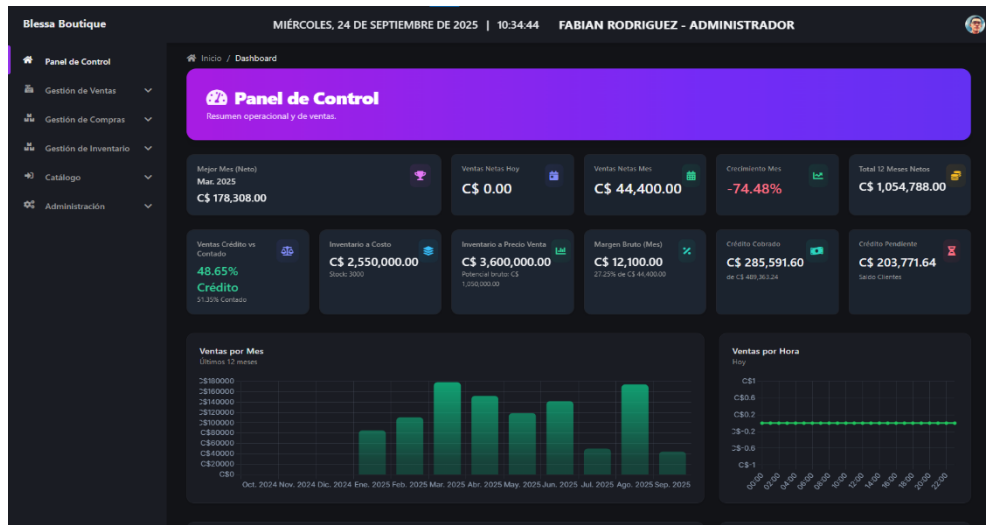 Blessa Boutique
MIÉRCOLES, 24 DE SEPTIEMBRE DE 2025 | 10:34:44 FABIAN RODRIGUEZ - ADMINISTRADOR
Panel de Control
Gestión de Ventas
Gestión de Compras
Gestión de Inventario
Catálogo
Administración
Inicio / Dashboard
Panel de Control
Resumen operacional y de ventas.
Mejor Mes (Neto)
Mar. 2025
C$ 178,308.00
Ventas Netas Hoy
C$ 0.00
Ventas Netas Mes
C$ 44,400.00
Crecimiento Mes
-74.48%
Total 12 Meses Netos
C$ 1,054,788.00
Ventas Crédito vs
Contado
48.65%
Crédito
51.35% Contado
Inventario a Costo
C$ 2,550,000.00
Stock: 3000
Inventario a Precio Venta
C$ 3,600,000.00
Potencial bruto: C$
1,050,000.00
Margen Bruto (Mes)
C$ 12,100.00
27.25% de C$ 44,400.00
Crédito Cobrado
C$ 285,591.60
de C$ 489,363.24
Crédito Pendiente
C$ 203,771.64
Saldo Clientes
Ventas por Mes
Últimos 12 meses
C$180000
C$160000
C$140000
C$120000
C$100000
C$80000
C$60000
C$40000
C$20000
C$0
Oct. 2024 Nov. 2024 Dic. 2024 Ene. 2025 Feb. 2025 Mar. 2025 Abr. 2025 May. 2025 Jun. 2025 Jul. 2025 Ago. 2025 Sep. 2025
Ventas por Hora
Hoy
C$1
C$0.6
C$0.2
C$-0.2
C$-0.6
C$-1
00:00 02:00 04:00 06:00 08:00 10:00 12:00 14:00 16:00 18:00 20:00 22:00